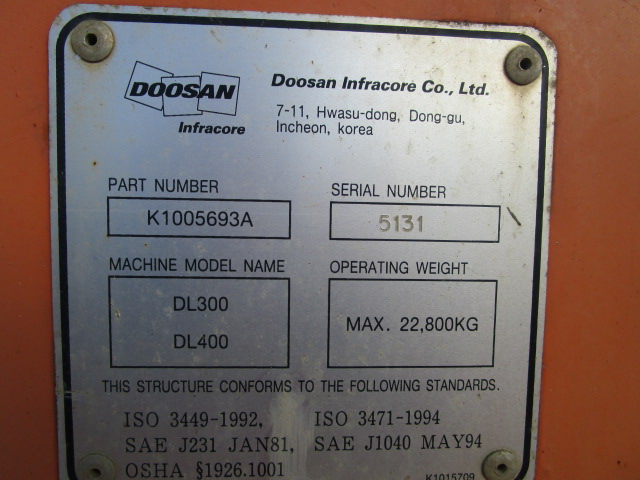 DOOSAN
Infracore
Doosan Infracore Co., Ltd.
7-11, Hwasu-dong, Dong-gu,
Incheon, korea
PART NUMBER
K1005693A
SERIAL NUMBER
5131
MACHINE MODEL NAME
DL300
DL400
OPERATING WEIGHT
MAX. 22,800KG
THIS STRUCTURE CONFORMS TO THE FOLLOWING STANDARDS.
ISO 3449-1992, ISO 3471-1994
SAE J231 JAN81, SAE J1040 MAY94
OSHA §1926.1001
K1015709